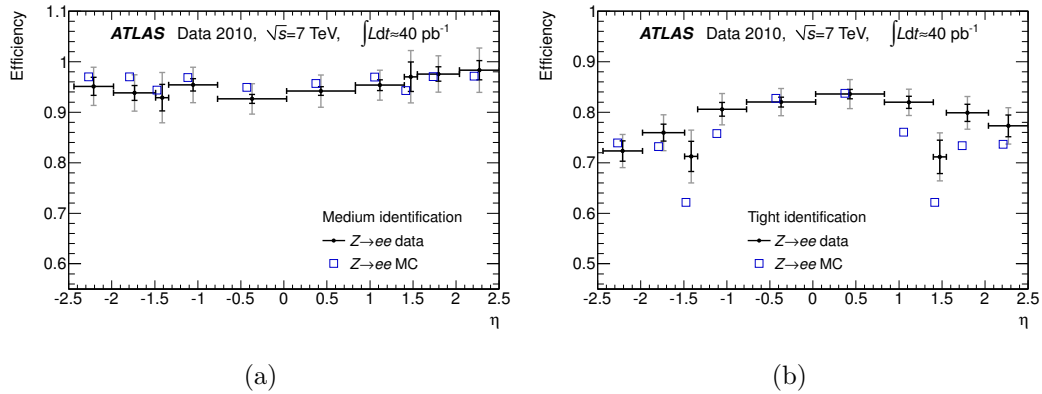 ATLAS Data 2010, √s=7 TeV, ∫Ldt≈40 pb⁻¹
Efficiency
1.1
1
0.9
0.8
0.7
0.6
Medium identification
Z→ee data
Z→ee MC
-2.5 -2 -1.5 -1 -0.5 0 0.5 1 1.5 2 2.5
η
(a)
ATLAS Data 2010, √s=7 TeV, ∫Ldt≈40 pb⁻¹
Efficiency
1.1
1
0.9
0.8
0.7
0.6
Tight identification
Z→ee data
Z→ee MC
-2.5 -2 -1.5 -1 -0.5 0 0.5 1 1.5 2 2.5
η
(b)